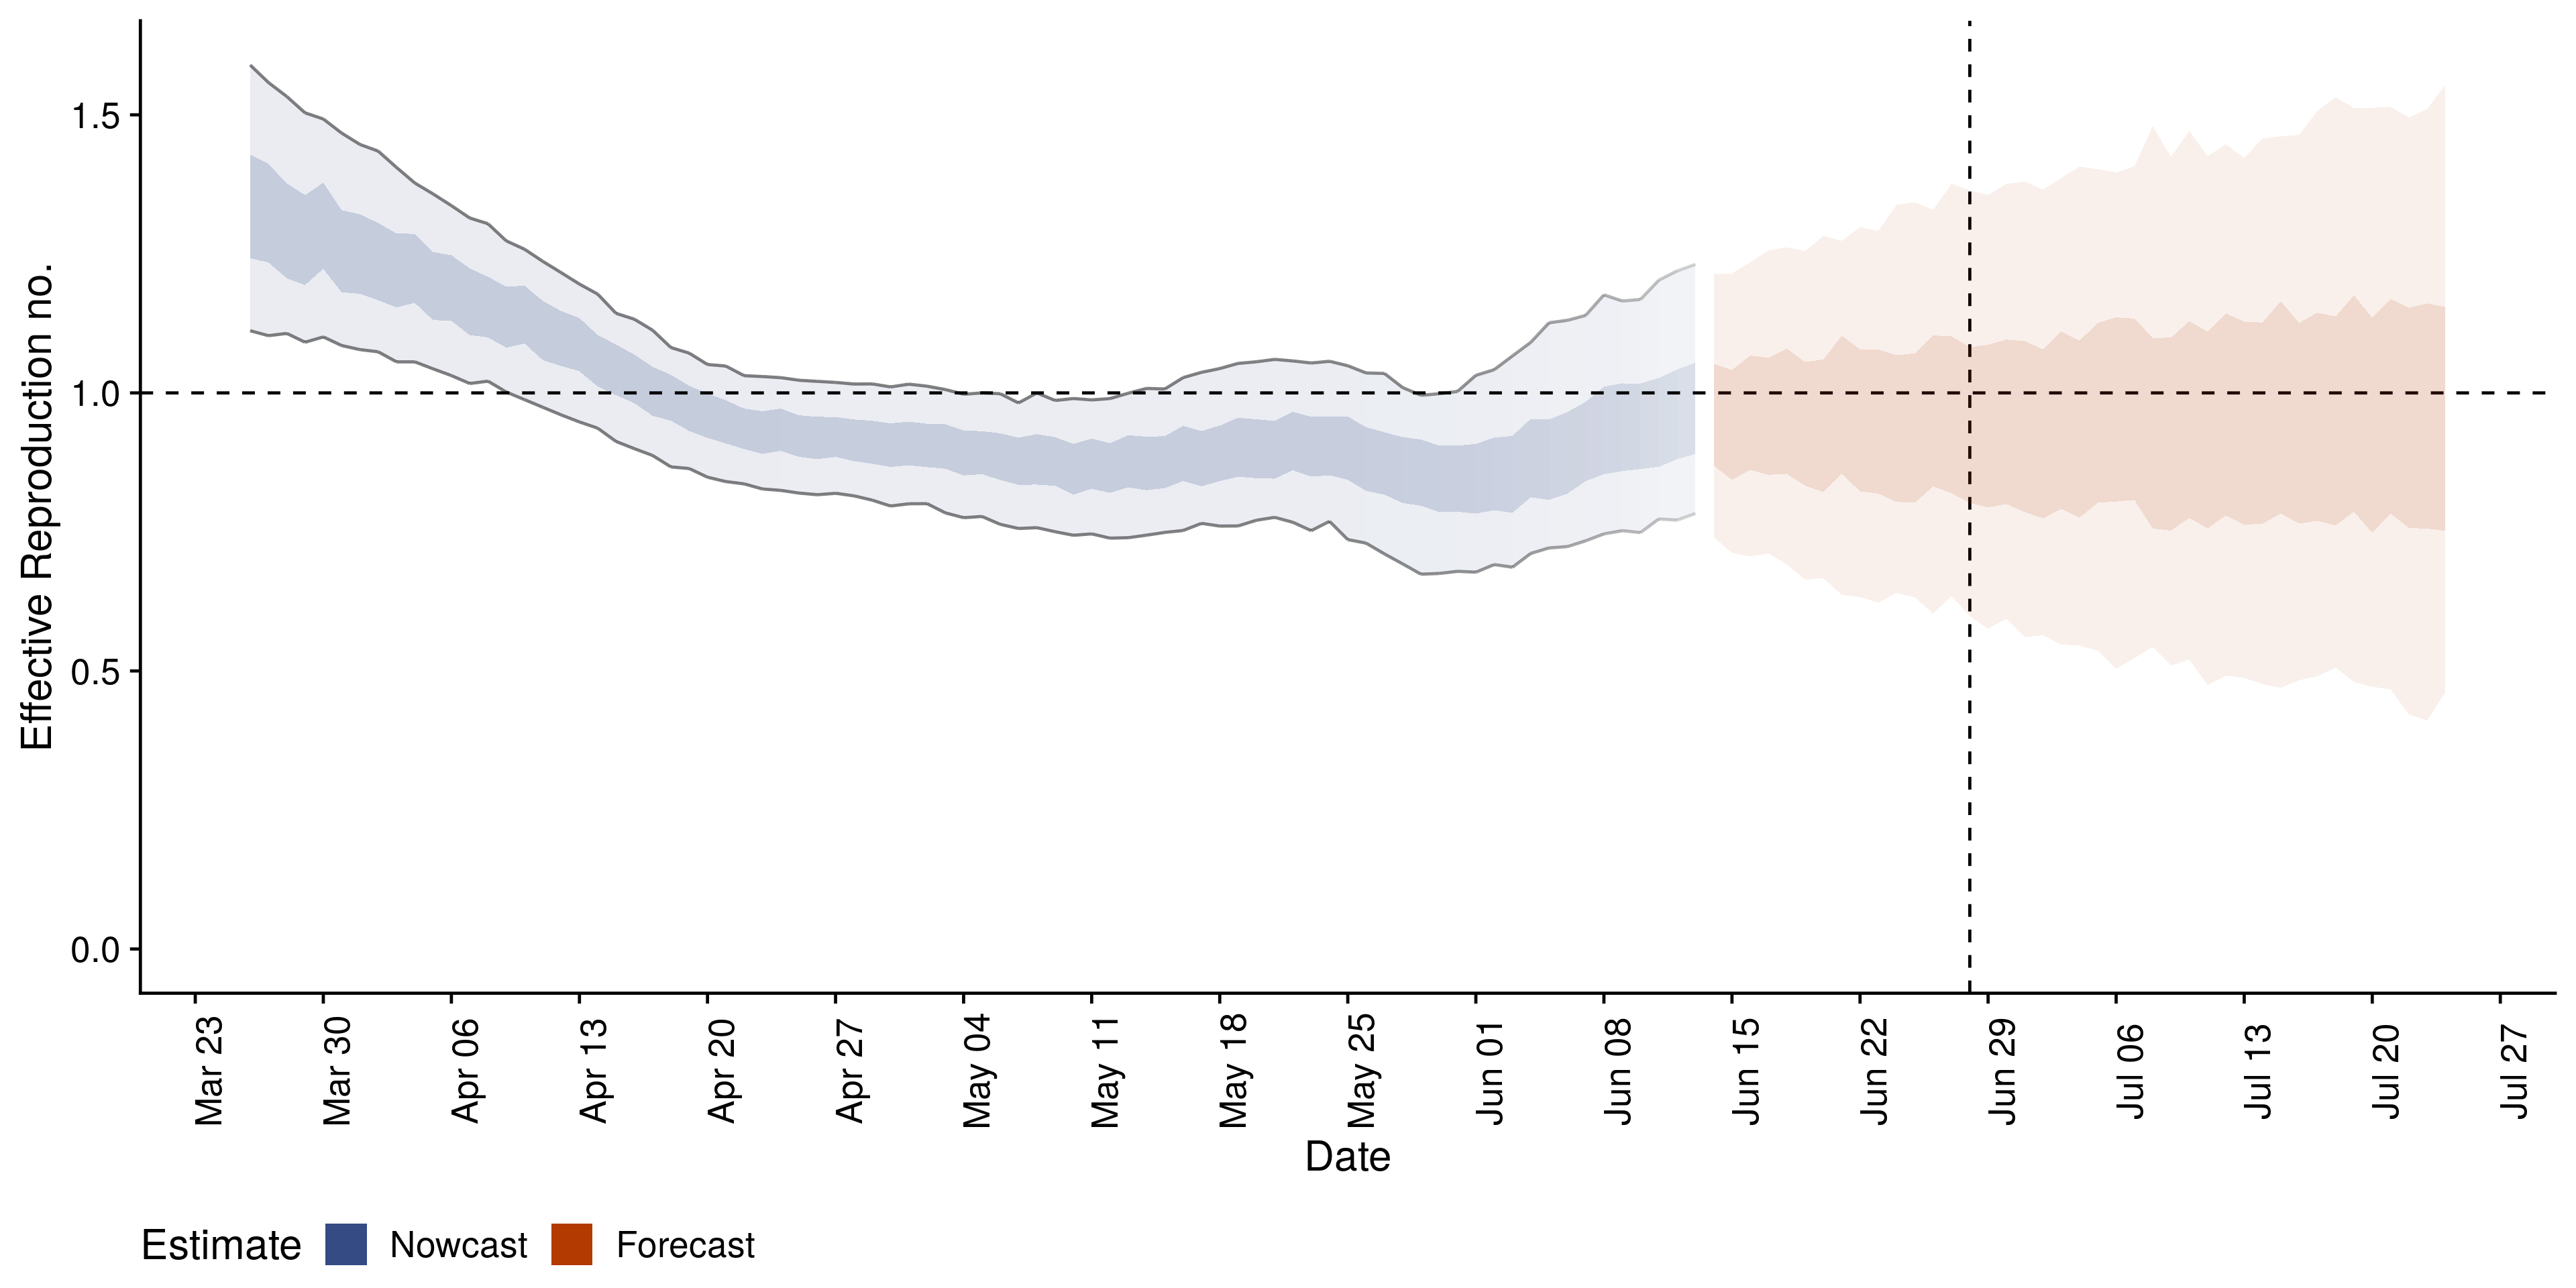 Effective Reproduction no.
1.5
1.0
0.5
0.0
Mar 23
Mar 30
Apr 06
Apr 13
Apr 20
Apr 27
May 04
May 11
May 18
May 25
Jun 01
Jun 08
Jun 15
Jun 22
Jun 29
Jul 06
Jul 13
Jul 20
Jul 27
Date
Estimate Nowcast Forecast